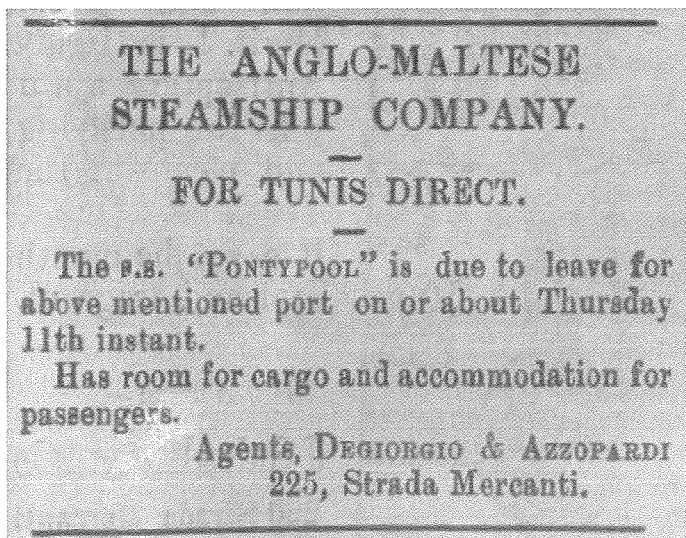 THE ANGLO-MALTESE
STEAMSHIP COMPANY.
FOR TUNIS DIRECT.
The s.s. "PONTYPOOL" is due to leave for
above mentioned port on or about Thursday
11th instant.
Has room for cargo and accommodation for
passengers.
Agents, DEGIORGIO & AZZOPARDI
225, Strada Mercanti.